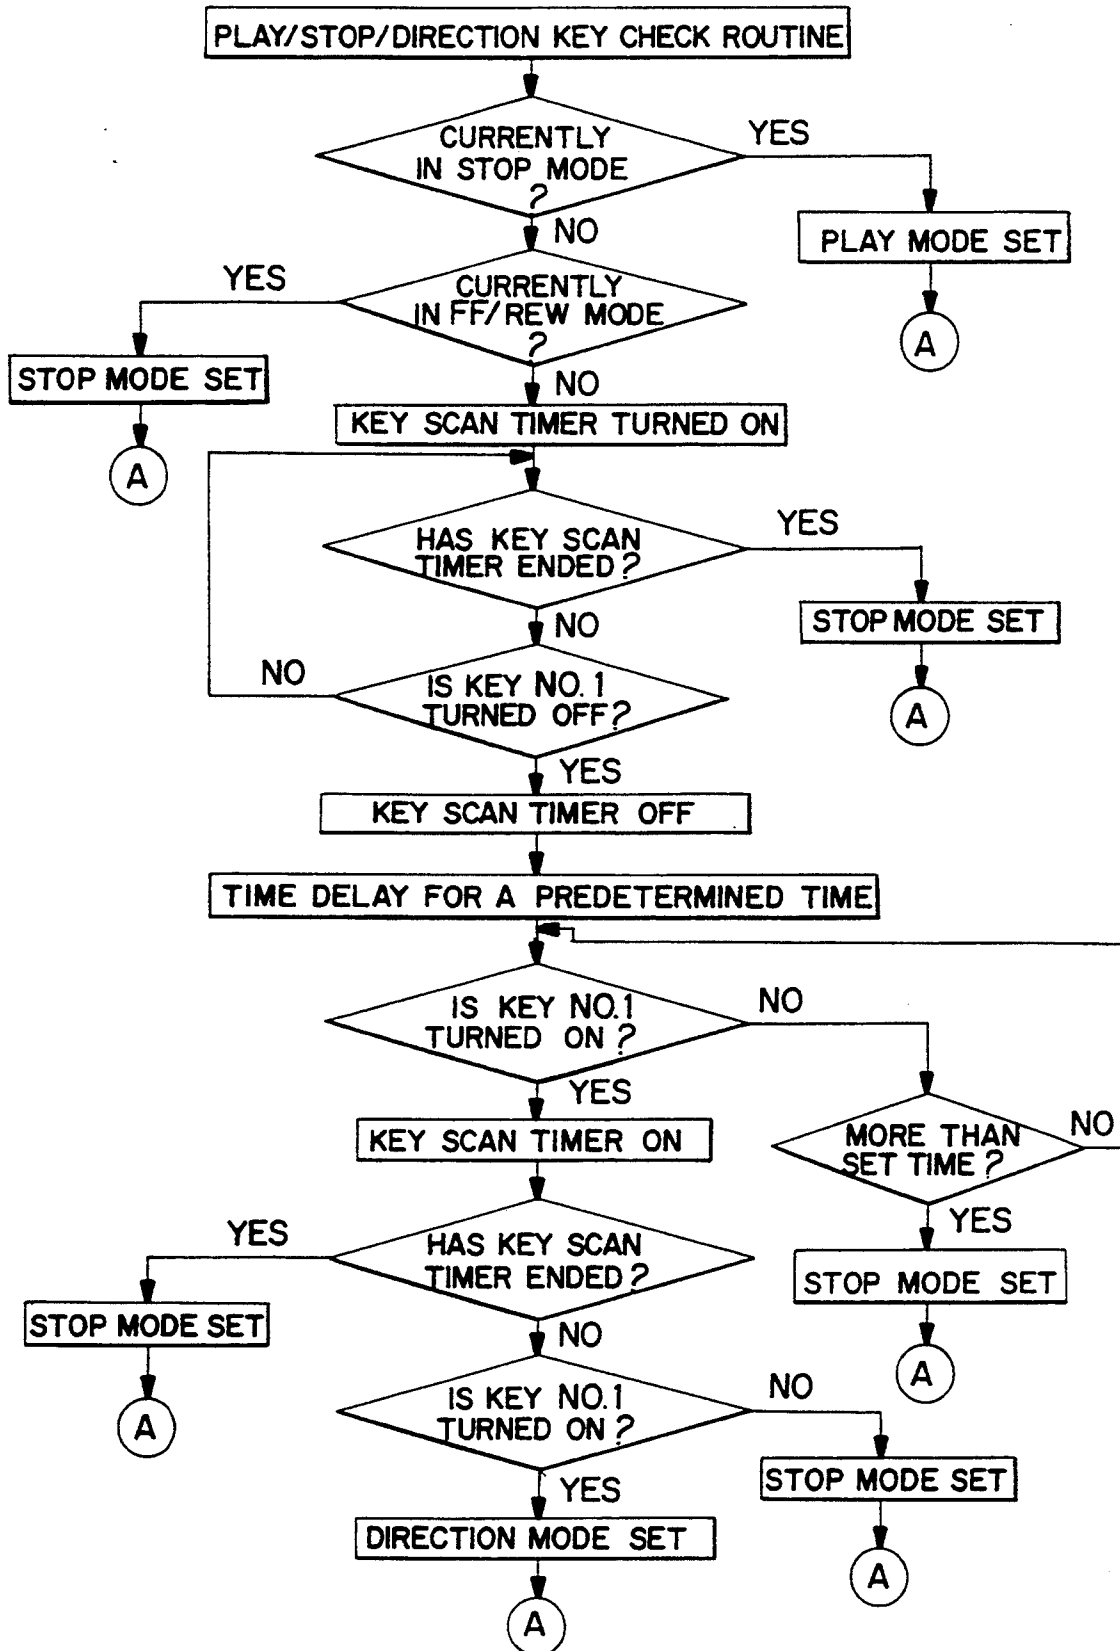 PLAY/STOP/DIRECTION KEY CHECK ROUTINE
CURRENTLY
IN STOP MODE
?
YES
PLAY MODE SET
A
NO
CURRENTLY
IN FF/REW MODE
?
YES
STOP MODE SET
A
NO
KEY SCAN TIMER TURNED ON
HAS KEY SCAN
TIMER ENDED?
YES
STOP MODE SET
A
NO
IS KEY NO.1
TURNED OFF?
NO
YES
KEY SCAN TIMER OFF
TIME DELAY FOR A PREDETERMINED TIME
IS KEY NO.1
TURNED ON?
NO
MORE THAN
SET TIME?
NO
YES
STOP MODE SET
A
YES
KEY SCAN TIMER ON
HAS KEY SCAN
TIMER ENDED?
YES
STOP MODE SET
A
NO
IS KEY NO.1
TURNED ON?
NO
STOP MODE SET
A
YES
DIRECTION MODE SET
A